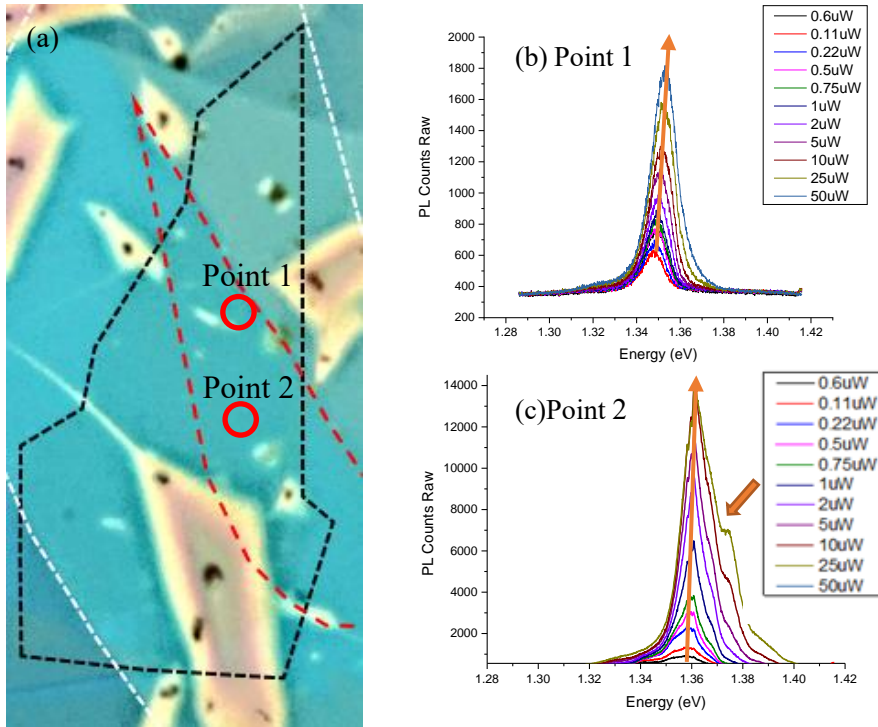 (a)
Point 1
Point 2
(b) Point 1
PL Counts Raw
2000
1800
1600
1400
1200
1000
800
600
400
200
1.28 1.30 1.32 1.34 1.36 1.38 1.40 1.42
Energy (eV)
0.6uW
0.11uW
0.22uW
0.5uW
0.75uW
1uW
2uW
5uW
10uW
25uW
50uW
(c)Point 2
PL Counts Raw
14000
12000
10000
8000
6000
4000
2000
1.28 1.30 1.32 1.34 1.36 1.38 1.40 1.42
Energy (eV)
0.6uW
0.11uW
0.22uW
0.5uW
0.75uW
1uW
2uW
5uW
10uW
25uW
50uW